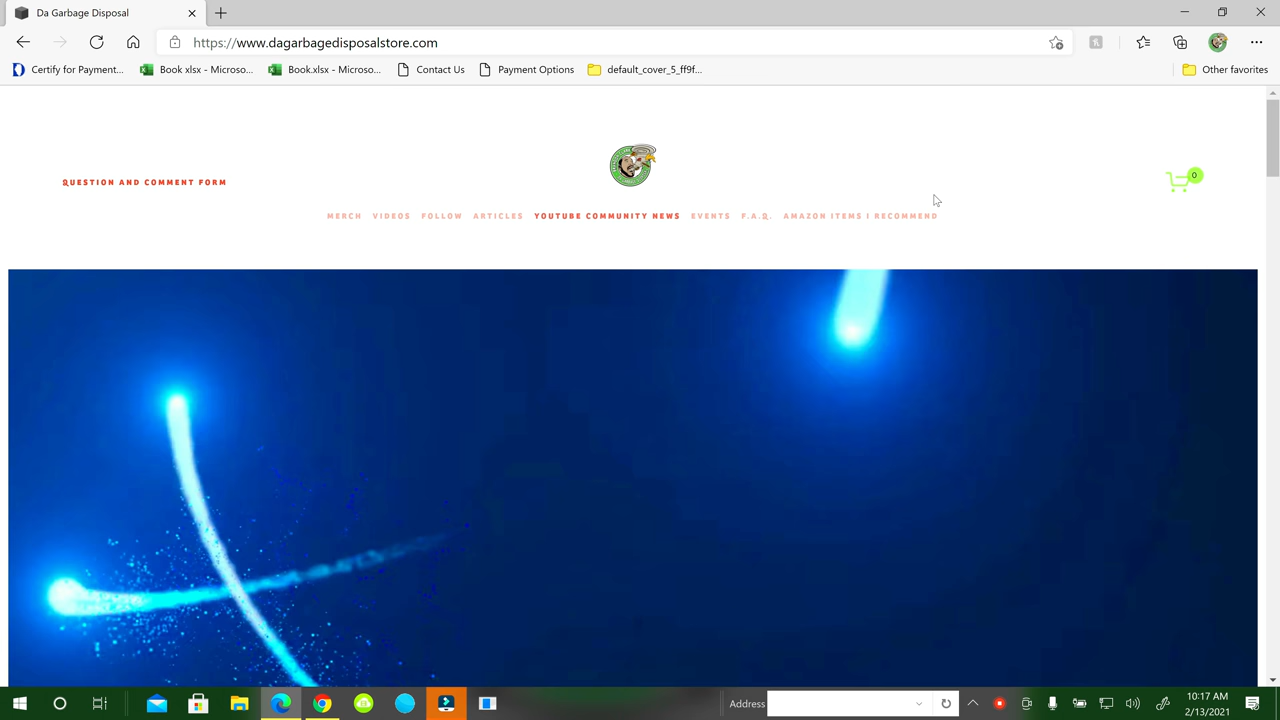 Da Garbage Disposal
https://www.dagarbagedisposalstore.com
Certify for Payment...
Book xlsx - Microso...
Book.xlsx - Microso...
Contact Us
Payment Options
default_cover_5_ff9f...
Other favorites
QUESTION AND COMMENT FORM
0
MERCH VIDEOS FOLLOW ARTICLES YOUTUBE COMMUNITY NEWS EVENTS F.A.Q. AMAZON ITEMS I RECOMMEND
Address
10:17 AM
2/13/2021